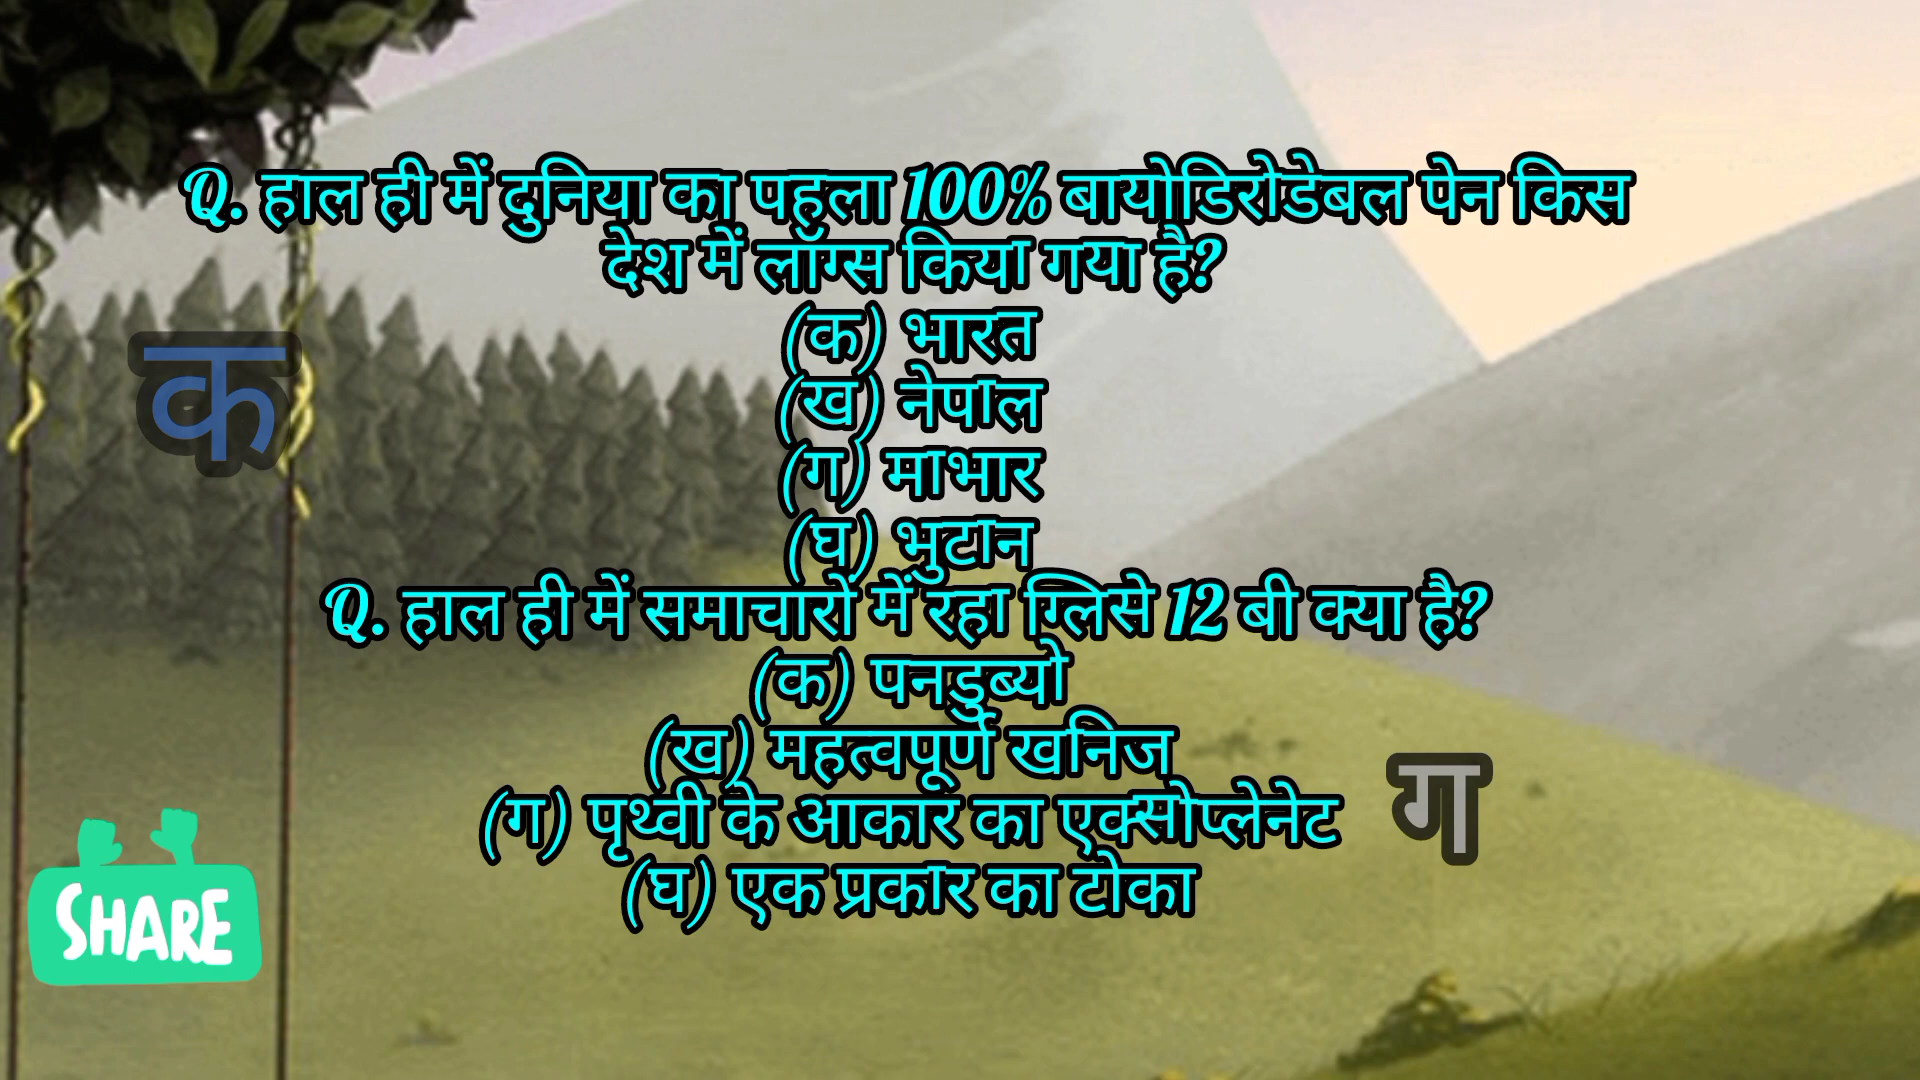 Q. हाल ही में दुनिया का पहला 100% बायोडिरोडेबल पेन किस
देश में लॉग्स किया गया है?
(क) भारत
(ख) नेपाल
(ग) माभार
(घ) भुटान
क
Q. हाल ही में समाचारों में रहा ग्लिसे 12 बी क्या है?
(क) पनडुब्यो
(ख) महत्वपूर्ण खनिज
(ग) पृथ्वी के आकार का एक्सोप्लेनेट
ग
(घ) एक प्रकार का टोका
SHARE